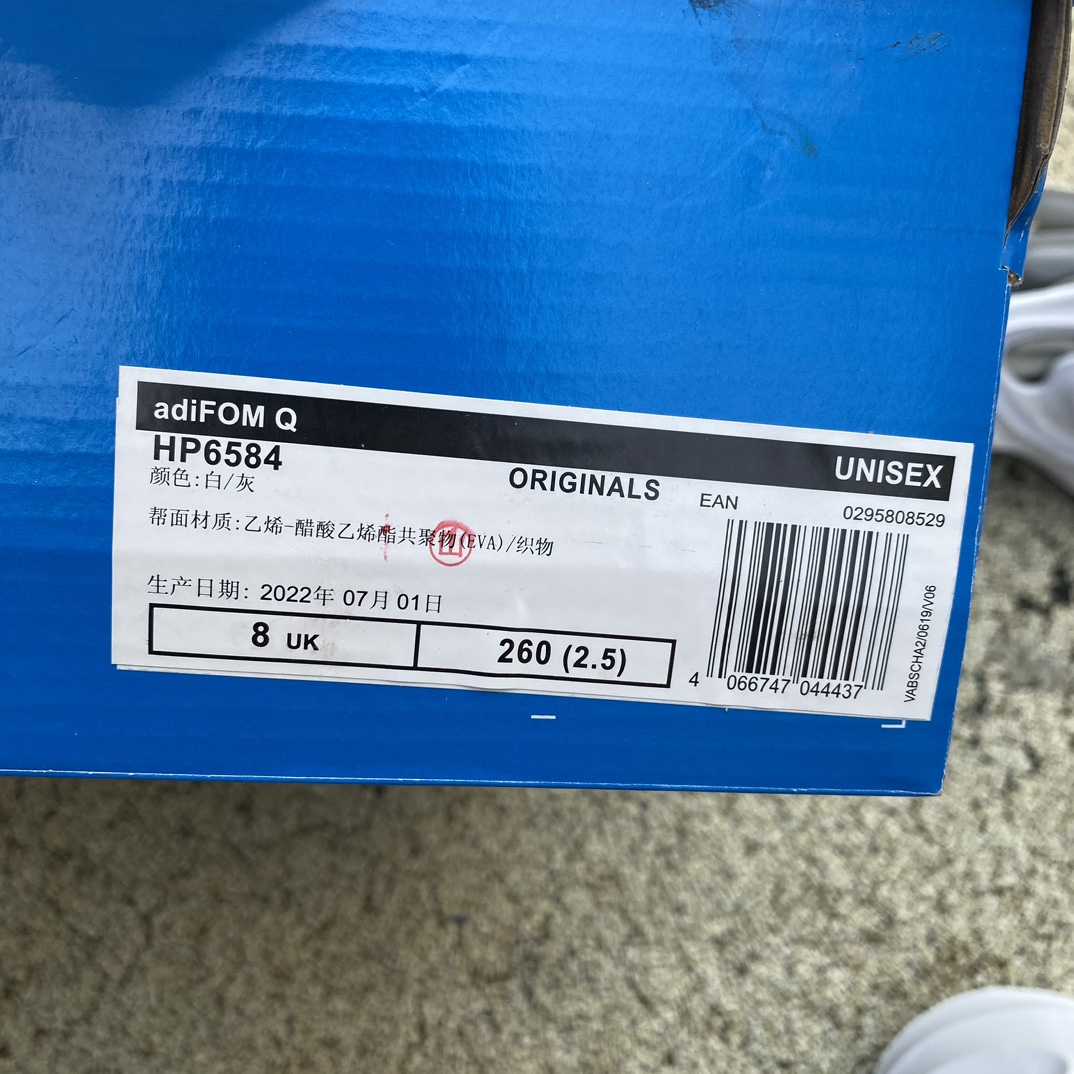 adiFOM Q
UNISEX
HP6584
ORIGINALS
颜色:白/灰
EAN
0295808529
帮面材质:乙烯-醋酸乙烯酯共聚物(EVA)/织物
山
生产日期: 2022年 07月 01日
8 UK
260 (2.5)
4 066747 044437
VABSCHA2/0619/V06